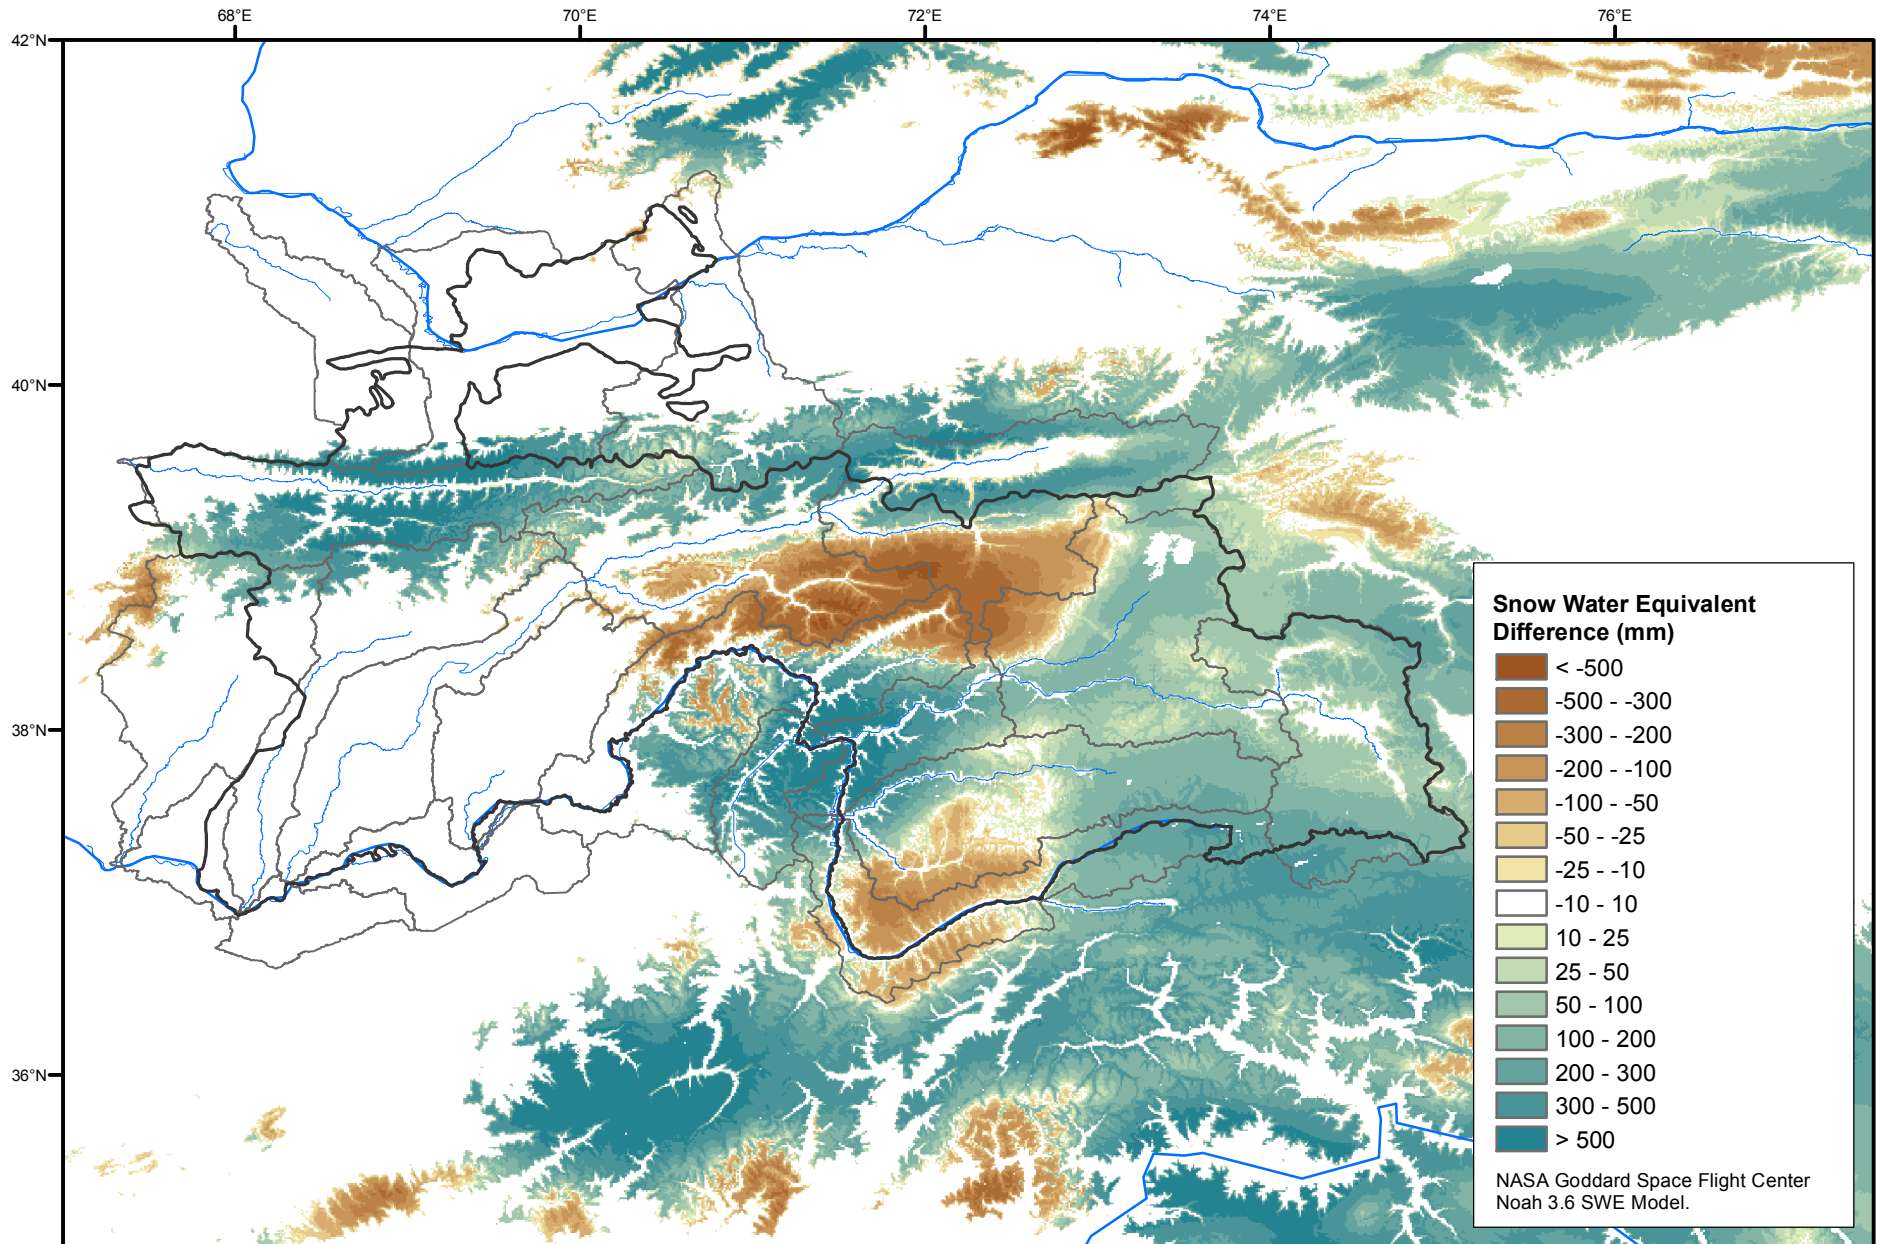 68°E 70°E 72°E 74°E 76°E
42°N
40°N
38°N
36°N
Snow Water Equivalent
Difference (mm)
< -500
-500 - -300
-300 - -200
-200 - -100
-100 - -50
-50 - -25
-25 - -10
-10 - 10
10 - 25
25 - 50
50 - 100
100 - 200
200 - 300
300 - 500
> 500
NASA Goddard Space Flight Center
Noah 3.6 SWE Model.